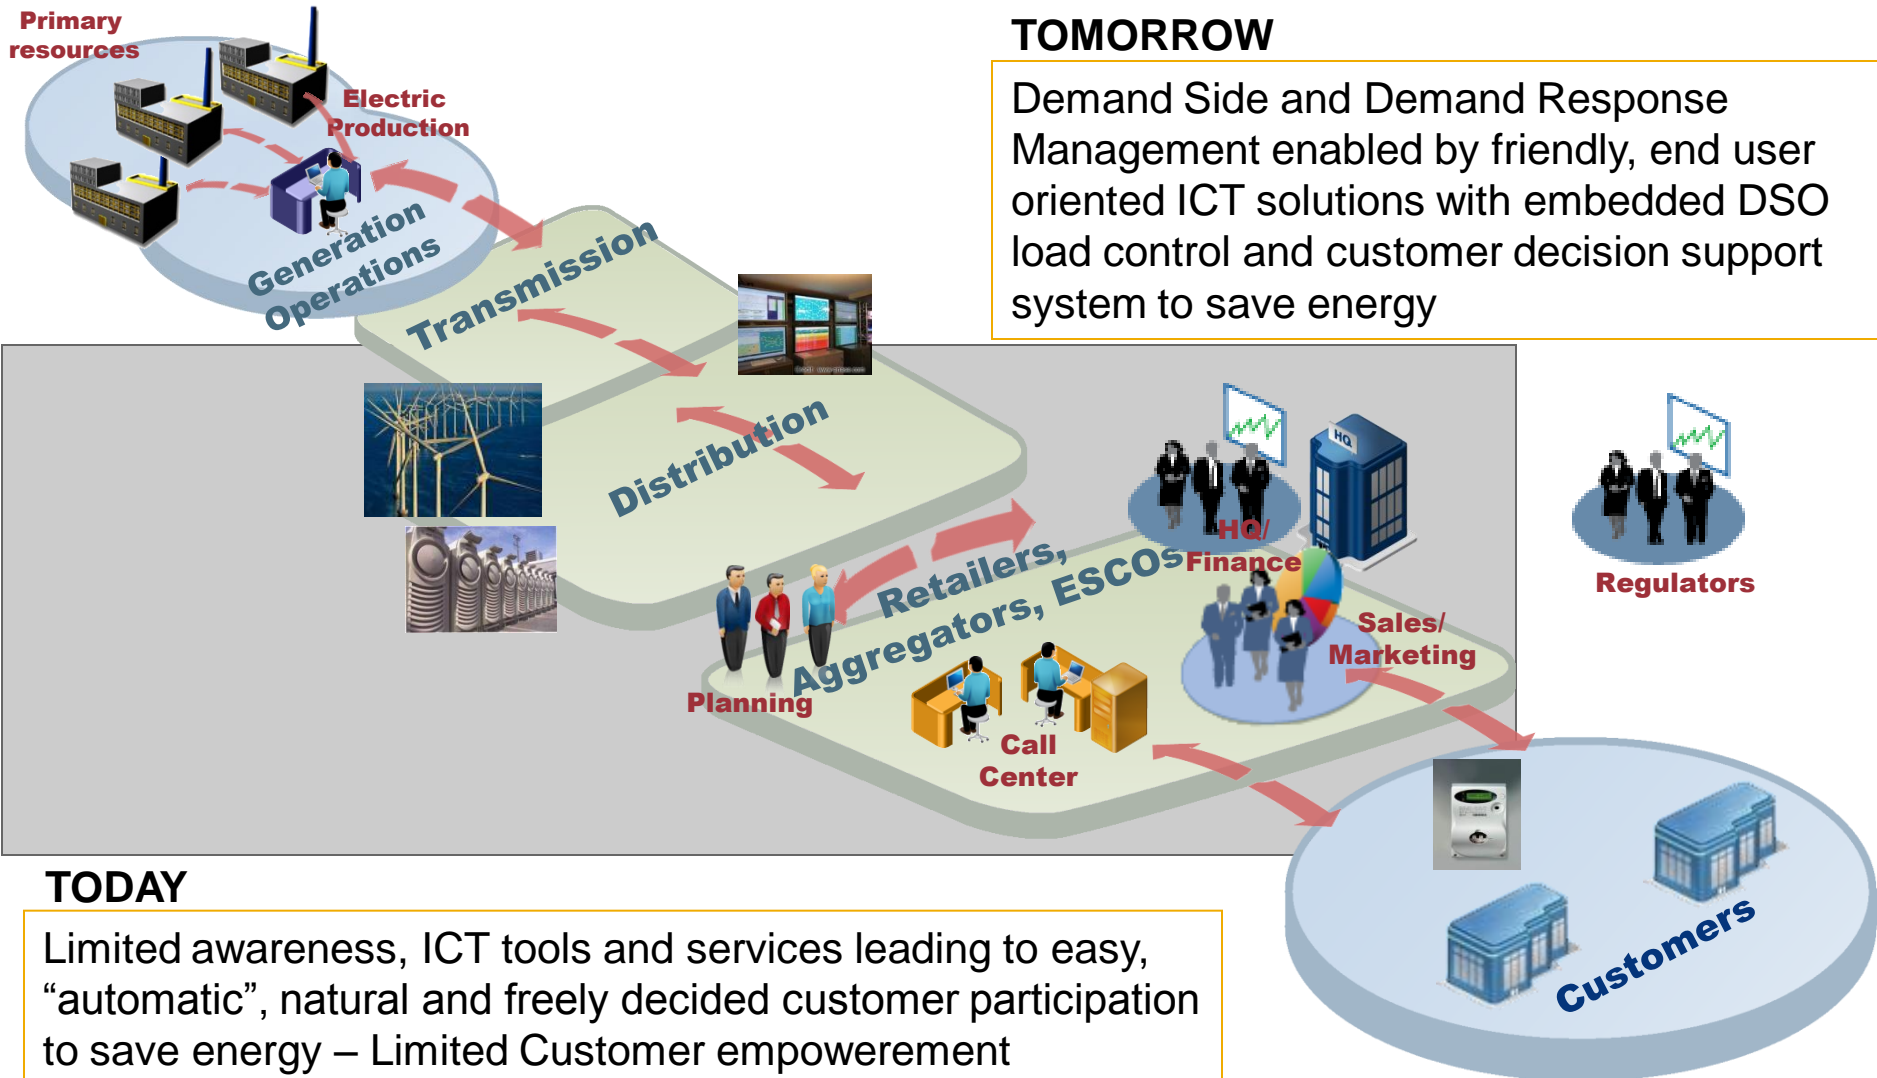 Primary
resources
Electric
Production
Generation
Operations
Transmission
Distribution
TOMORROW
Demand Side and Demand Response
Management enabled by friendly, end user
oriented ICT solutions with embedded DSO
load control and customer decision support
system to save energy
HQ
HQ/
Finance
Regulators
Retailers,
Aggregators, ESCOs
Sales/
Marketing
Planning
Call
Center
Customers
TODAY
Limited awareness, ICT tools and services leading to easy,
“automatic”, natural and freely decided customer participation
to save energy – Limited Customer empowerement